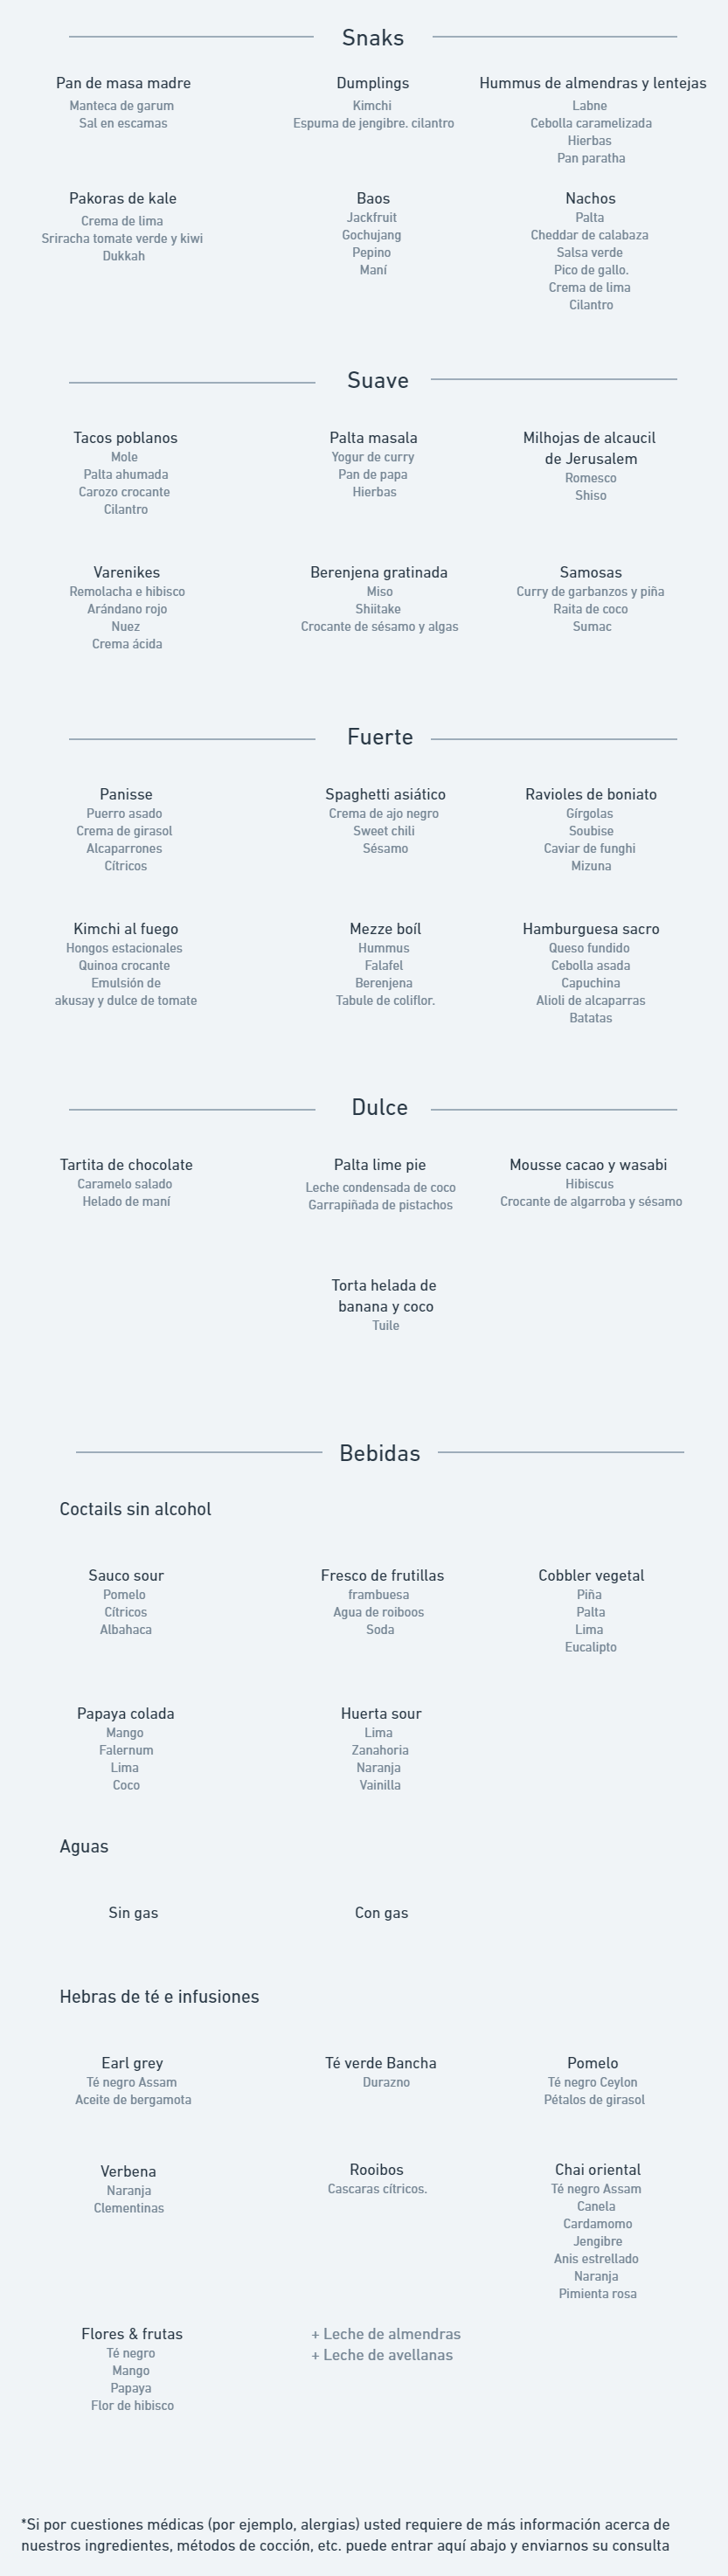 Snaks
Pan de masa madre
Manteca de garum
Sal en escamas
Dumplings
Kimchi
Espuma de jengibre. cilantro
Hummus de almendras y lentejas
Labne
Cebolla caramelizada
Hierbas
Pan paratha
Pakoras de kale
Crema de lima
Sriracha tomate verde y kiwi
Dukkah
Baos
Jackfruit
Gochujang
Pepino
Maní
Nachos
Palta
Cheddar de calabaza
Salsa verde
Pico de gallo.
Crema de lima
Cilantro
Suave
Tacos poblanos
Mole
Palta ahumada
Carozo crocante
Cilantro
Palta masala
Yogur de curry
Pan de papa
Hierbas
Milhojas de alcaucil
de Jerusalem
Romesco
Shiso
Varenikes
Remolacha e hibisco
Arándano rojo
Nuez
Crema ácida
Berenjena gratinada
Miso
Shiitake
Crocante de sésamo y algas
Samosas
Curry de garbanzos y piña
Raita de coco
Sumac
Fuerte
Panisse
Puerro asado
Crema de girasol
Alcaparrones
Cítricos
Spaghetti asiático
Crema de ajo negro
Sweet chili
Sésamo
Ravioles de boniato
Gírgolas
Soubise
Caviar de funghi
Mizuna
Kimchi al fuego
Hongos estacionales
Quinoa crocante
Emulsión de
akusay y dulce de tomate
Mezze boíl
Hummus
Falafel
Berenjena
Tabule de coliflor.
Hamburguesa sacro
Queso fundido
Cebolla asada
Capuchina
Alioli de alcaparras
Batatas
Dulce
Tartita de chocolate
Caramelo salado
Helado de maní
Palta lime pie
Leche condensada de coco
Garrapiñada de pistachos
Mousse cacao y wasabi
Hibiscus
Crocante de algarroba y sésamo
Torta helada de
banana y coco
Tuile
Bebidas
Coctails sin alcohol
Sauco sour
Pomelo
Cítricos
Albahaca
Fresco de frutillas
frambuesa
Agua de roiboos
Soda
Cobbler vegetal
Piña
Palta
Lima
Eucalipto
Papaya colada
Mango
Falernum
Lima
Coco
Huerta sour
Lima
Zanahoria
Naranja
Vainilla
Aguas
Sin gas
Con gas
Hebras de té e infusiones
Earl grey
Té negro Assam
Aceite de bergamota
Té verde Bancha
Durazno
Pomelo
Té negro Ceylon
Pétalos de girasol
Verbena
Naranja
Clementinas
Rooibos
Cascaras cítricos.
Chai oriental
Té negro Assam
Canela
Cardamomo
Jengibre
Anis estrellado
Naranja
Pimienta rosa
Flores & frutas
Té negro
Mango
Papaya
Flor de hibisco
+ Leche de almendras
+ Leche de avellanas
*Si por cuestiones médicas (por ejemplo, alergias) usted requiere de más información acerca de
nuestros ingredientes, métodos de cocción, etc. puede entrar aquí abajo y enviarnos su consulta